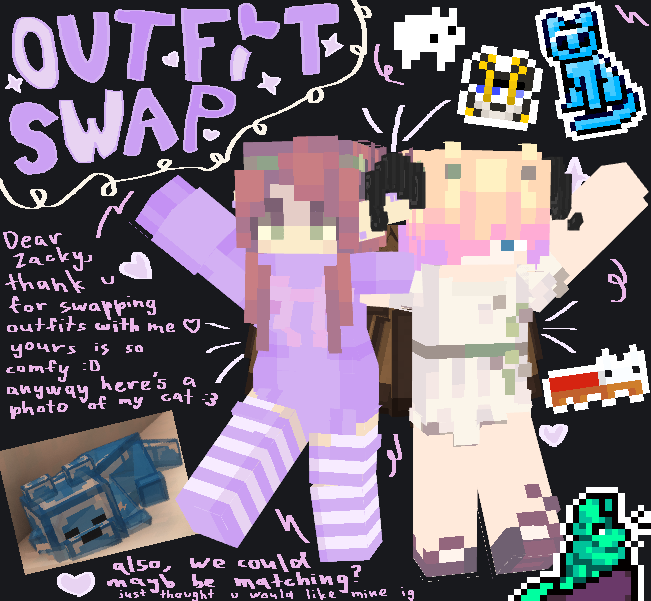 OUTFIT
SWAP
Dear
Zacky,
thank u
for swapping
outfits with me ♡
yours is so
comfy :D
anyway here's a
photo of my cat :3
also, we could
mayb be matching?
just thought u would like mine ig